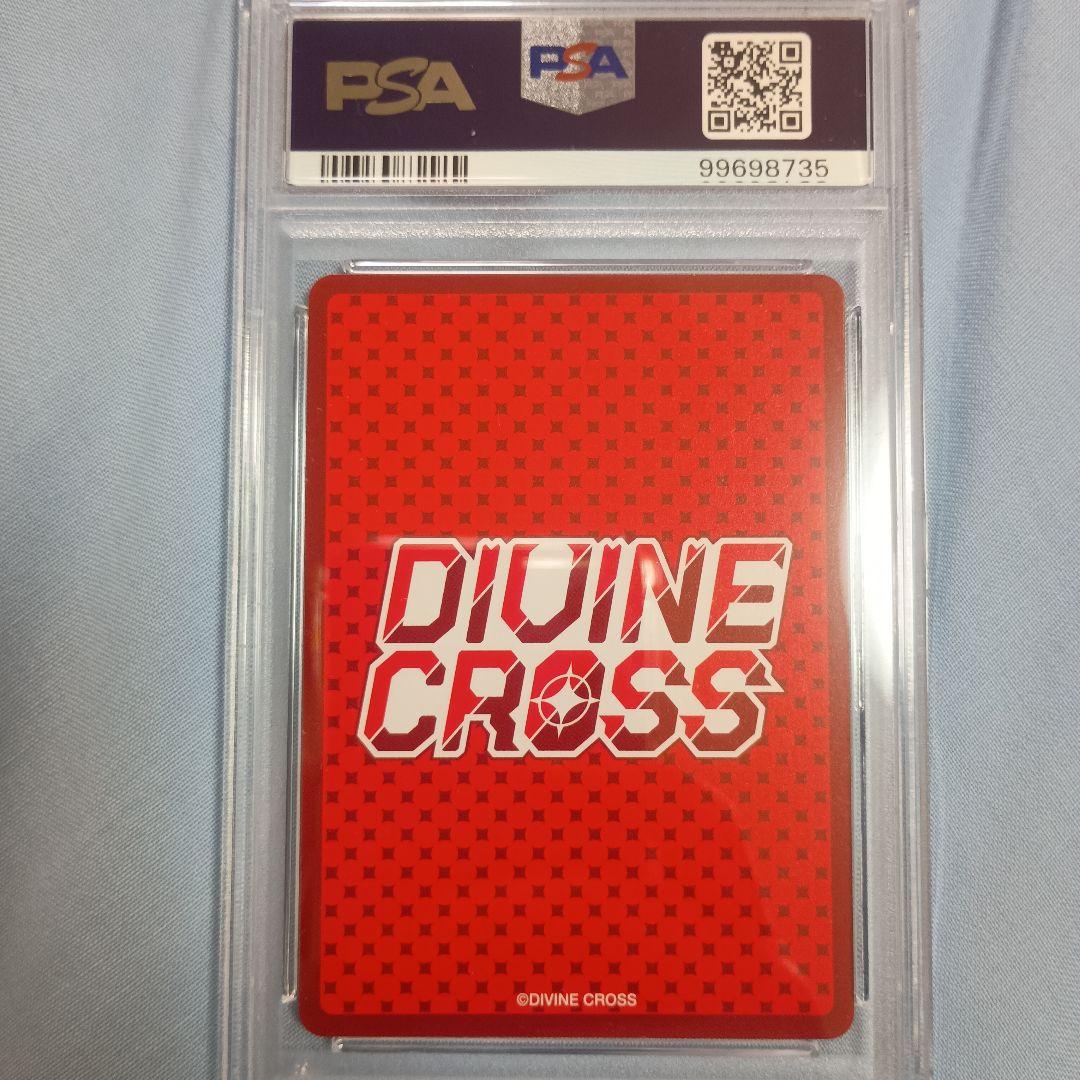 PSA
PSA
99698735
DIVINE
CROSS
©DIVINE CROSS